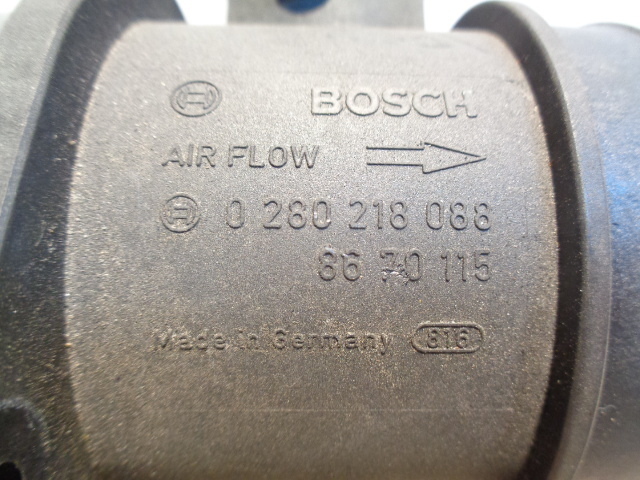 BOSCH
AIR FLOW
0 280 218 088
86 70 115
Made in Germany 816